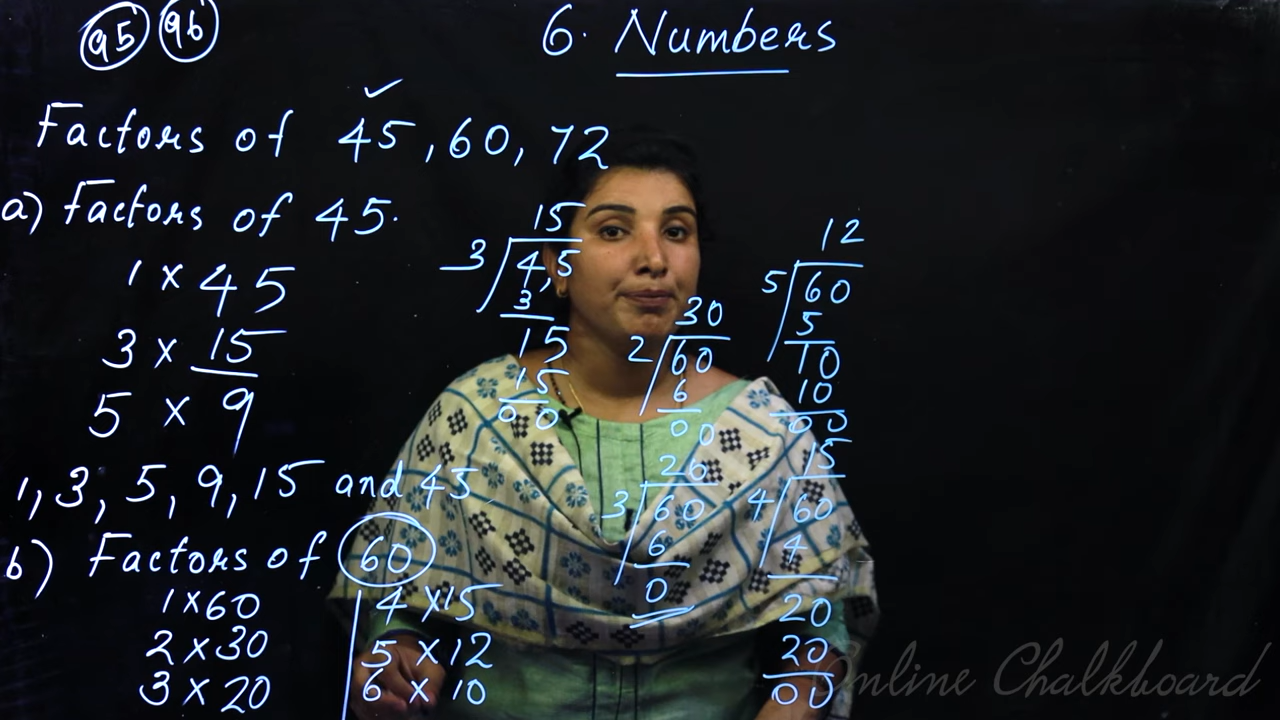 95 96
6. Numbers
Factors of 45, 60, 72
a) Factors of 45.
1 × 45
3 × 15
5 × 9
1, 3, 5, 9, 15 and 45
b) Factors of 60
1 × 60
2 × 30
3 × 20
4 × 15
5 × 12
6 × 10
15
3 4,5
3
15
15
00
30
2 60
6
00
20
3 60
6
0
12
5 60
5
10
10
00
15
4 60
4
20
20
00
Online Chalkboard